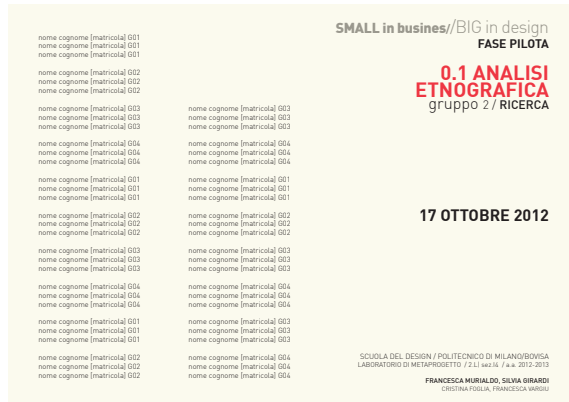 nome cognome [matricola] G01
nome cognome [matricola] G01
nome cognome [matricola] G01
nome cognome [matricola] G02
nome cognome [matricola] G02
nome cognome [matricola] G02
nome cognome [matricola] G03
nome cognome [matricola] G03
nome cognome [matricola] G03
nome cognome [matricola] G04
nome cognome [matricola] G04
nome cognome [matricola] G04
nome cognome [matricola] G01
nome cognome [matricola] G01
nome cognome [matricola] G01
nome cognome [matricola] G02
nome cognome [matricola] G02
nome cognome [matricola] G02
nome cognome [matricola] G03
nome cognome [matricola] G03
nome cognome [matricola] G03
nome cognome [matricola] G04
nome cognome [matricola] G04
nome cognome [matricola] G04
nome cognome [matricola] G01
nome cognome [matricola] G01
nome cognome [matricola] G01
nome cognome [matricola] G02
nome cognome [matricola] G02
nome cognome [matricola] G02
nome cognome [matricola] G03
nome cognome [matricola] G03
nome cognome [matricola] G03
nome cognome [matricola] G04
nome cognome [matricola] G04
nome cognome [matricola] G04
nome cognome [matricola] G01
nome cognome [matricola] G01
nome cognome [matricola] G01
nome cognome [matricola] G02
nome cognome [matricola] G02
nome cognome [matricola] G02
nome cognome [matricola] G03
nome cognome [matricola] G03
nome cognome [matricola] G03
nome cognome [matricola] G04
nome cognome [matricola] G04
nome cognome [matricola] G04
nome cognome [matricola] G03
nome cognome [matricola] G03
nome cognome [matricola] G03
nome cognome [matricola] G04
nome cognome [matricola] G04
nome cognome [matricola] G04
SMALL in busines//BIG in design
FASE PILOTA
0.1 ANALISI
ETNOGRAFICA
gruppo 2 / RICERCA
17 OTTOBRE 2012
SCUOLA DEL DESIGN / POLITECNICO DI MILANO/BOVISA
LABORATORIO DI METAPROGETTO / 2.L| sez.I4 / a.a. 2012-2013
FRANCESCA MURIALDO, SILVIA GIRARDI
CRISTINA FOGLIA, FRANCESCA VARGIU